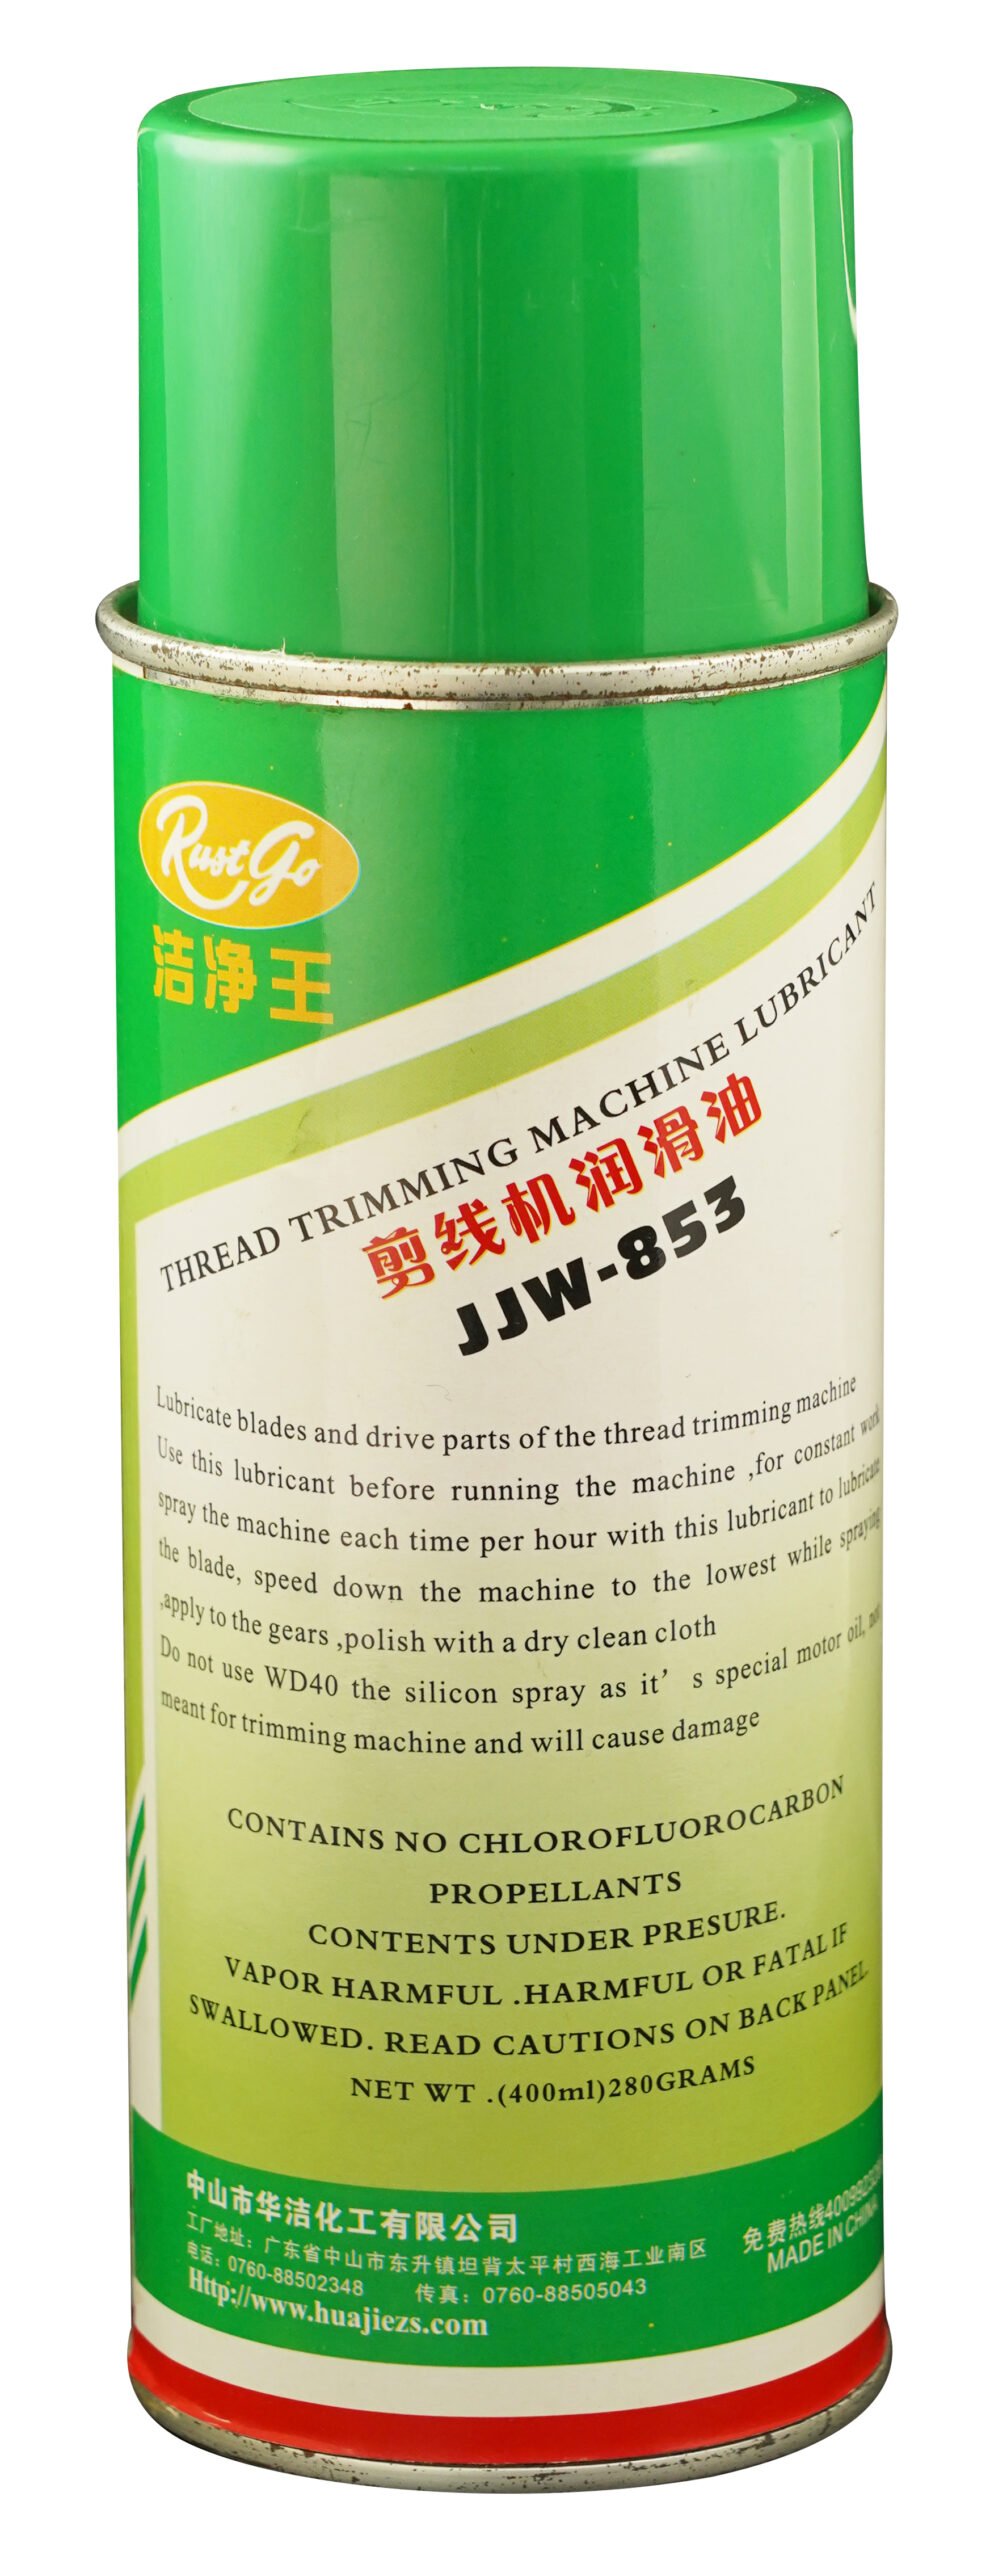 RustGo
洁净王
THREAD TRIMMING MACHINE LUBRICANT
剪线机润滑油
JJW-853
Lubricate blades and drive parts of the thread trimming machine
Use this lubricant before running the machine ,for constant work
spray the machine each time per hour with this lubricant to lubricate
the blade, speed down the machine to the lowest while spraying
,apply to the gears ,polish with a dry clean cloth
Do not use WD40 the silicon spray as it’ s special motor oil, not
meant for trimming machine and will cause damage
CONTAINS NO CHLOROFLUOROCARBON
PROPELLANTS
CONTENTS UNDER PRESURE.
VAPOR HARMFUL .HARMFUL OR FATAL IF
SWALLOWED. READ CAUTIONS ON BACK PANEL.
NET WT .(400ml)280GRAMS
中山市华洁化工有限公司
工厂地址：广东省中山市东升镇坦背太平村西海工业南区
电话：0760-88502348 传真：0760-88505043
Http://www.huajiezs.com
免费热线
MADE IN CHINA